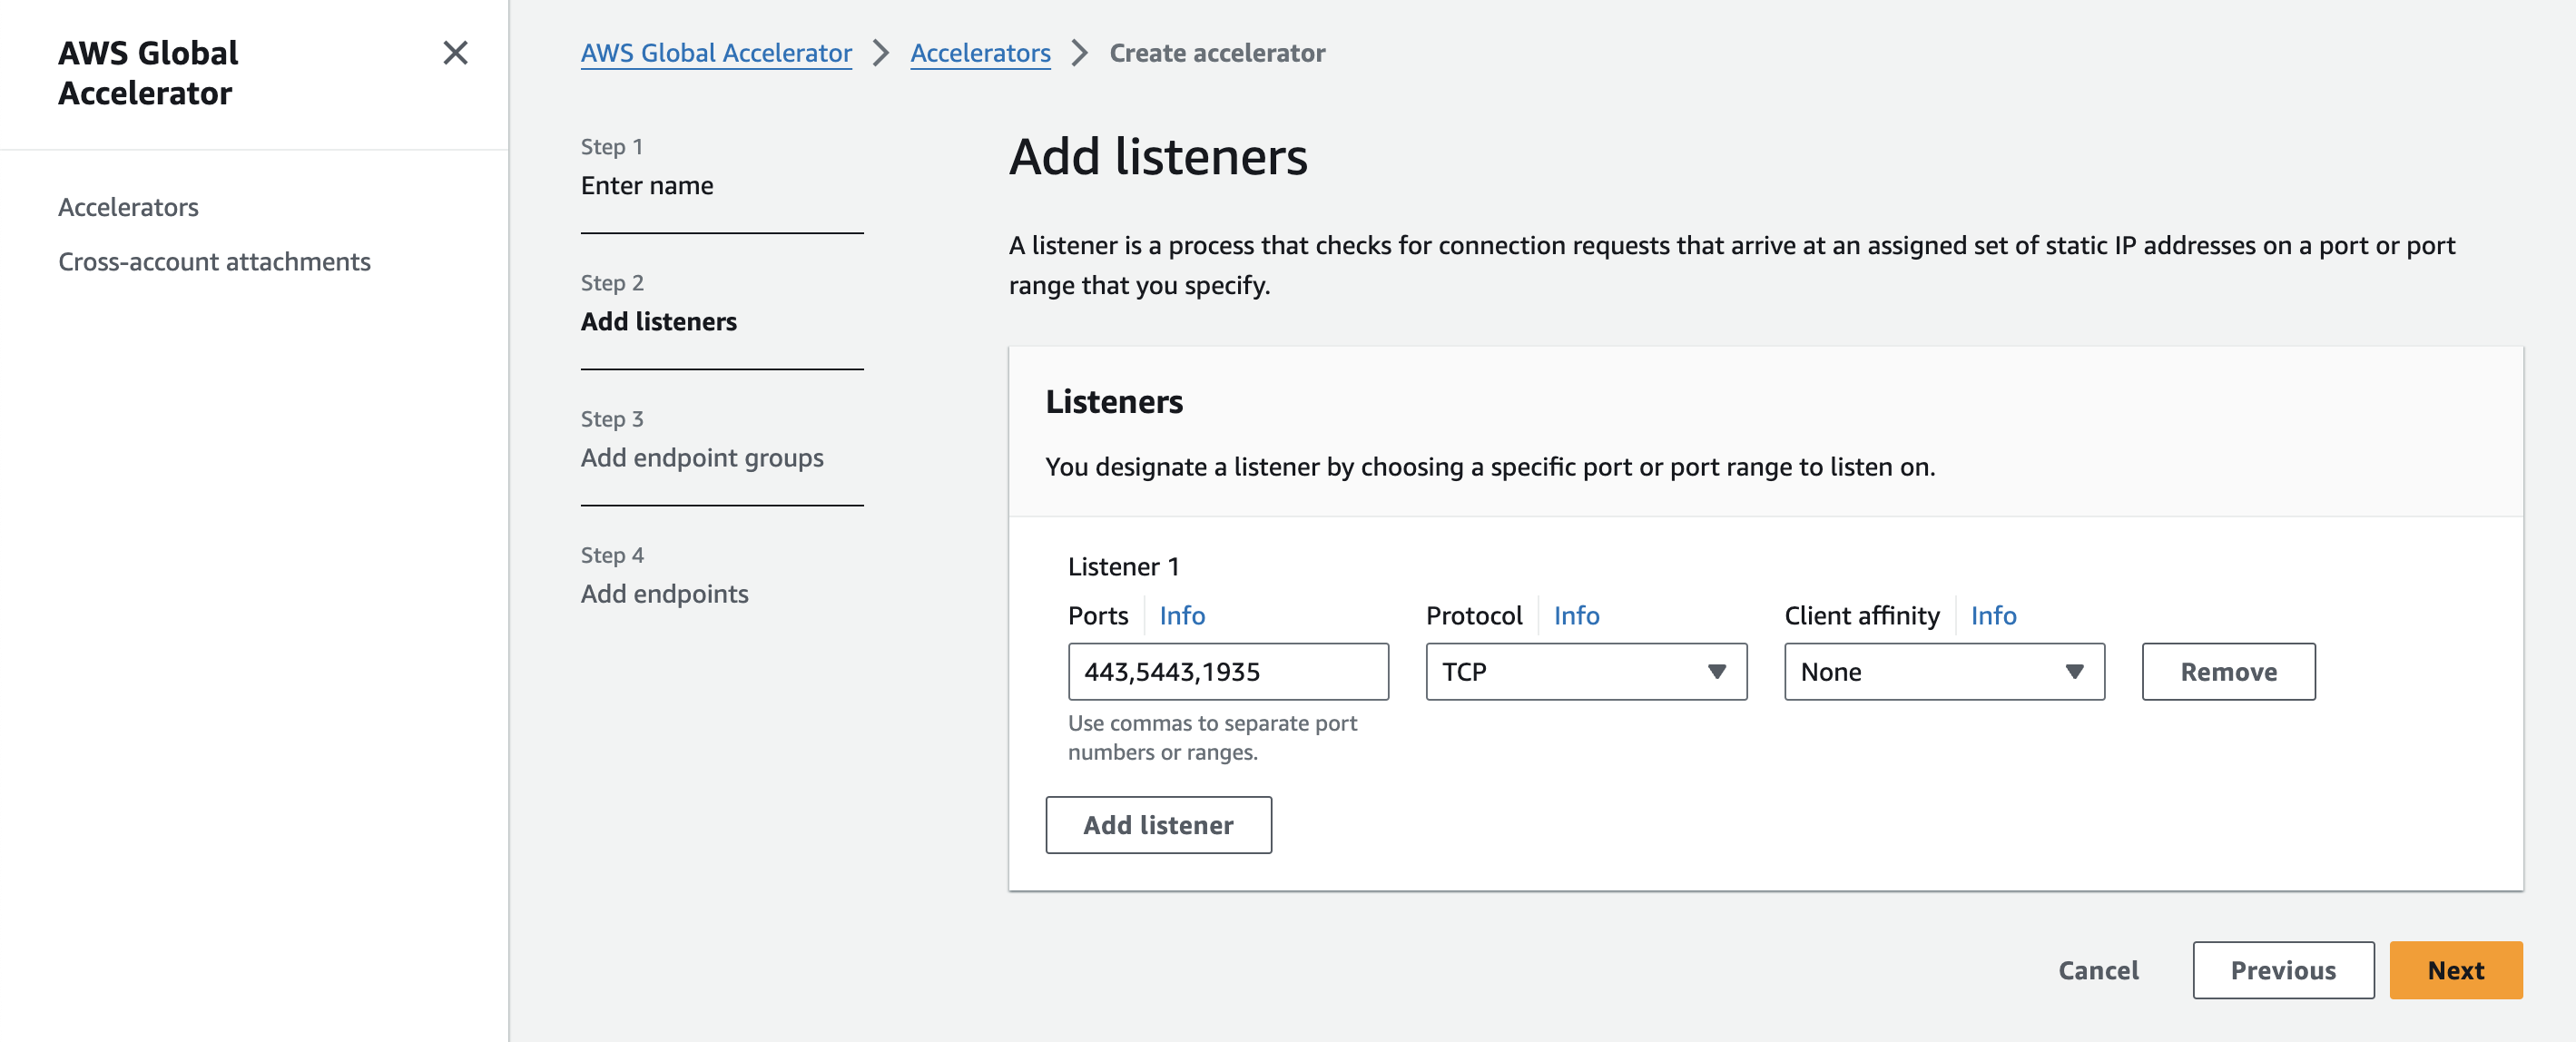 AWS Global
Accelerator
Accelerators
Cross-account attachments
AWS Global Accelerator > Accelerators > Create accelerator
Step 1
Enter name
Step 2
Add listeners
Step 3
Add endpoint groups
Step 4
Add endpoints
Add listeners
A listener is a process that checks for connection requests that arrive at an assigned set of static IP addresses on a port or port
range that you specify.
Listeners
You designate a listener by choosing a specific port or port range to listen on.
Listener 1
Ports Info Protocol Info Client affinity Info
443,5443,1935 TCP None Remove
Use commas to separate port
numbers or ranges.
Add listener
Cancel Previous Next